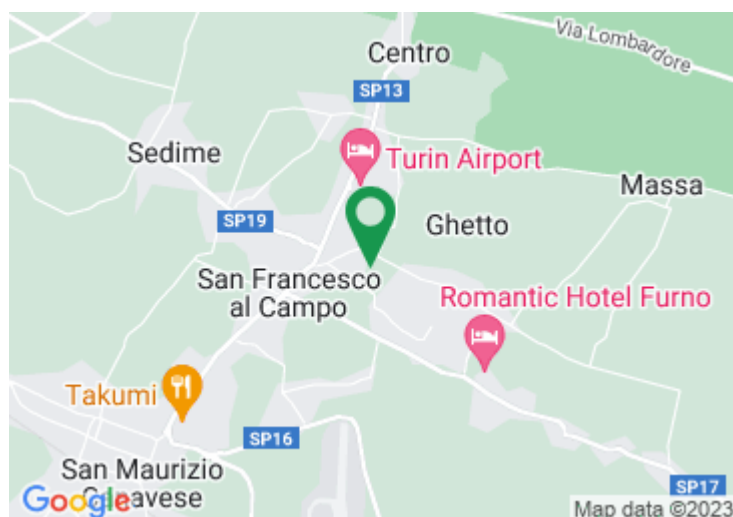 Via Lombardore
Centro
SP13
Sedime
Turin Airport
Massa
SP19
Ghetto
San Francesco
al Campo
Romantic Hotel Furno
Takumi
SP16
San Maurizio
avese
SP17
Google
Map data ©2023